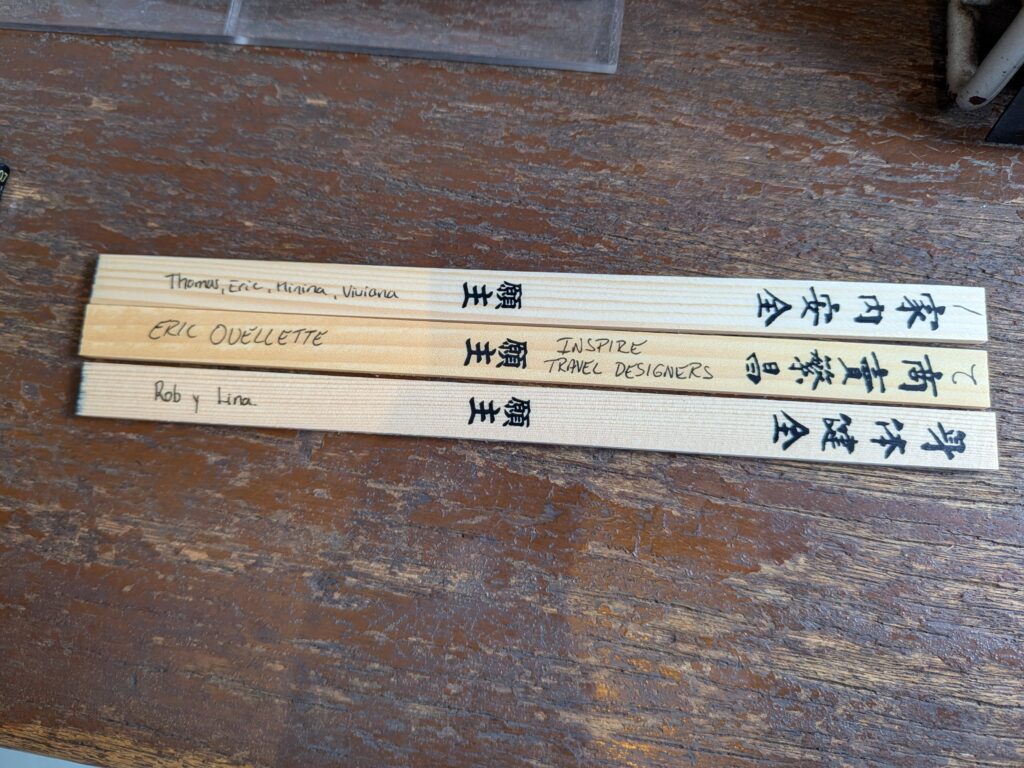 家内安全
願主
Thomas, Eric, , Viviana
商賣繁昌
INSPIRE
TRAVEL DESIGNERS
願主
ERIC OUELLETTE
身体健全
願主
Rob y Lina